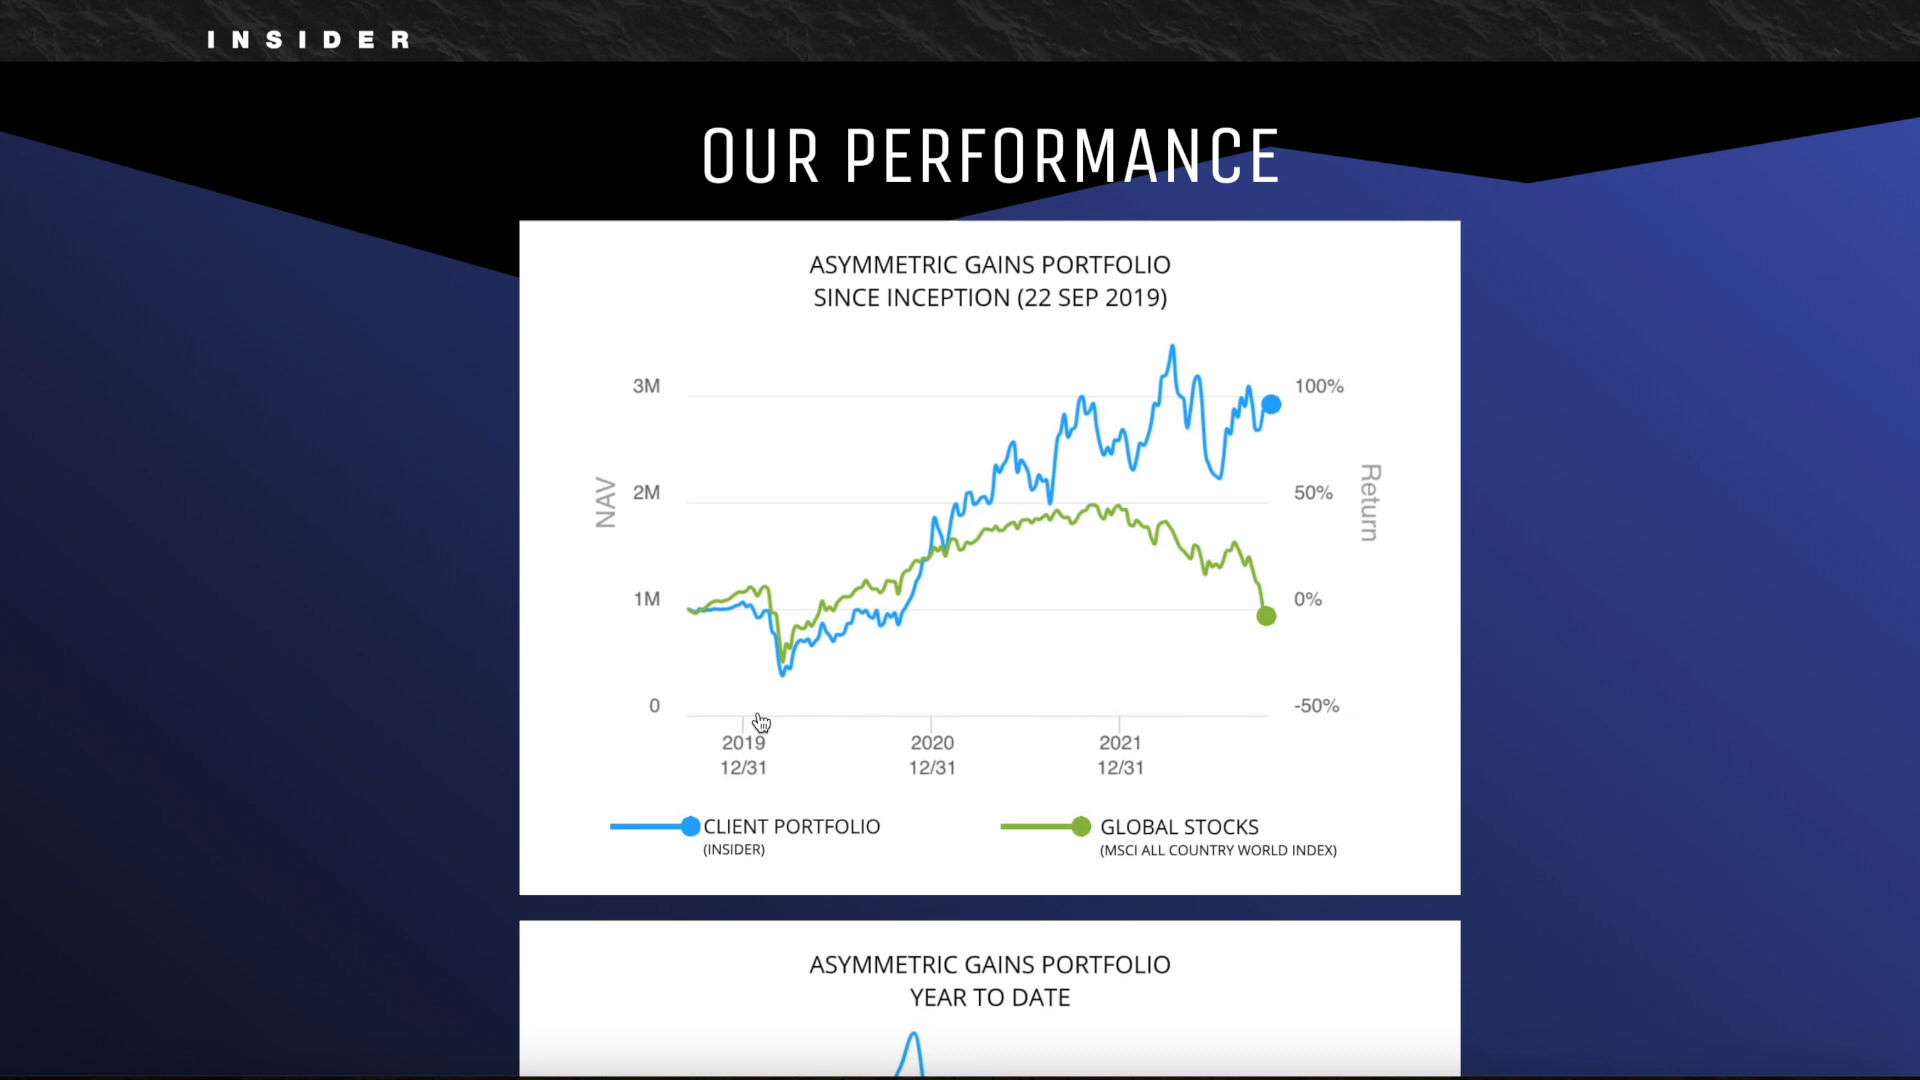 INSIDER
OUR PERFORMANCE
ASYMMETRIC GAINS PORTFOLIO
SINCE INCEPTION (22 SEP 2019)
3M
100%
NAV
2M
50%
Return
1M
0%
0
-50%
2019
12/31
2020
12/31
2021
12/31
CLIENT PORTFOLIO
(INSIDER)
GLOBAL STOCKS
(MSCI ALL COUNTRY WORLD INDEX)
ASYMMETRIC GAINS PORTFOLIO
YEAR TO DATE